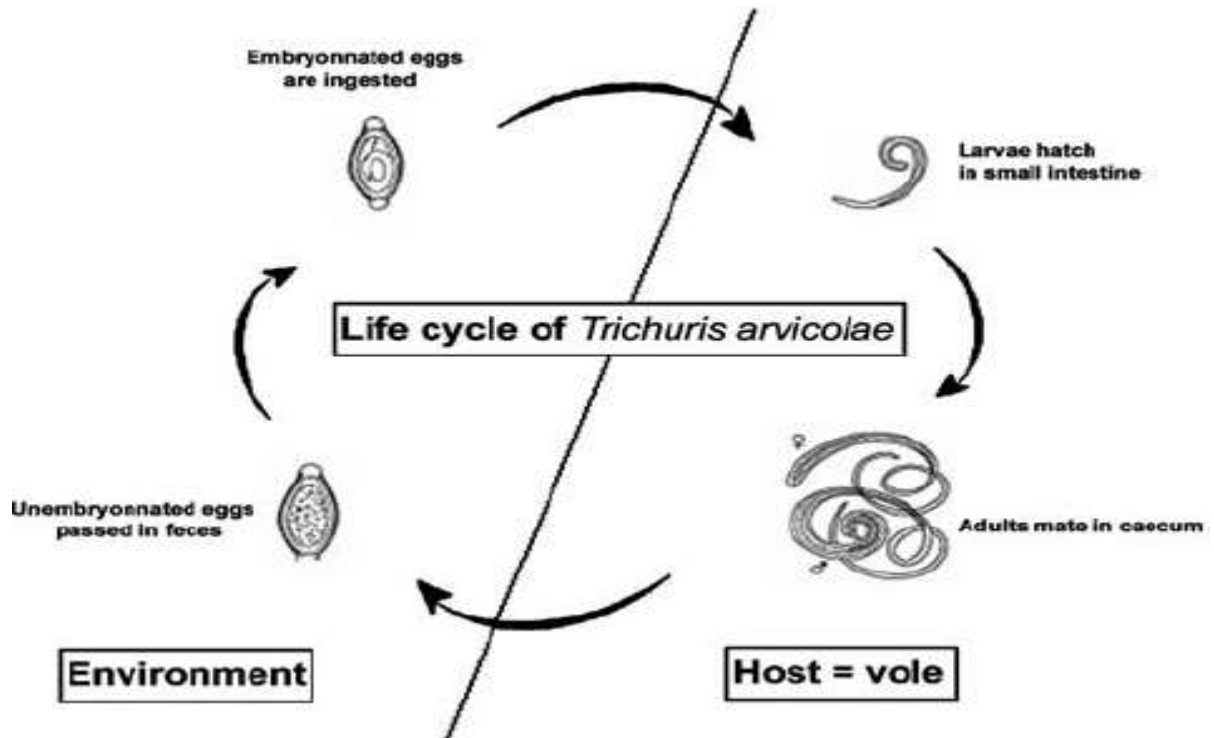 Embryonnated eggs
are ingested
Larvae hatch
in small intestine
Life cycle of Trichuris arvicolae
Unembryonnated eggs
passed in feces
Adults mate in caecum
Environment
Host = vole